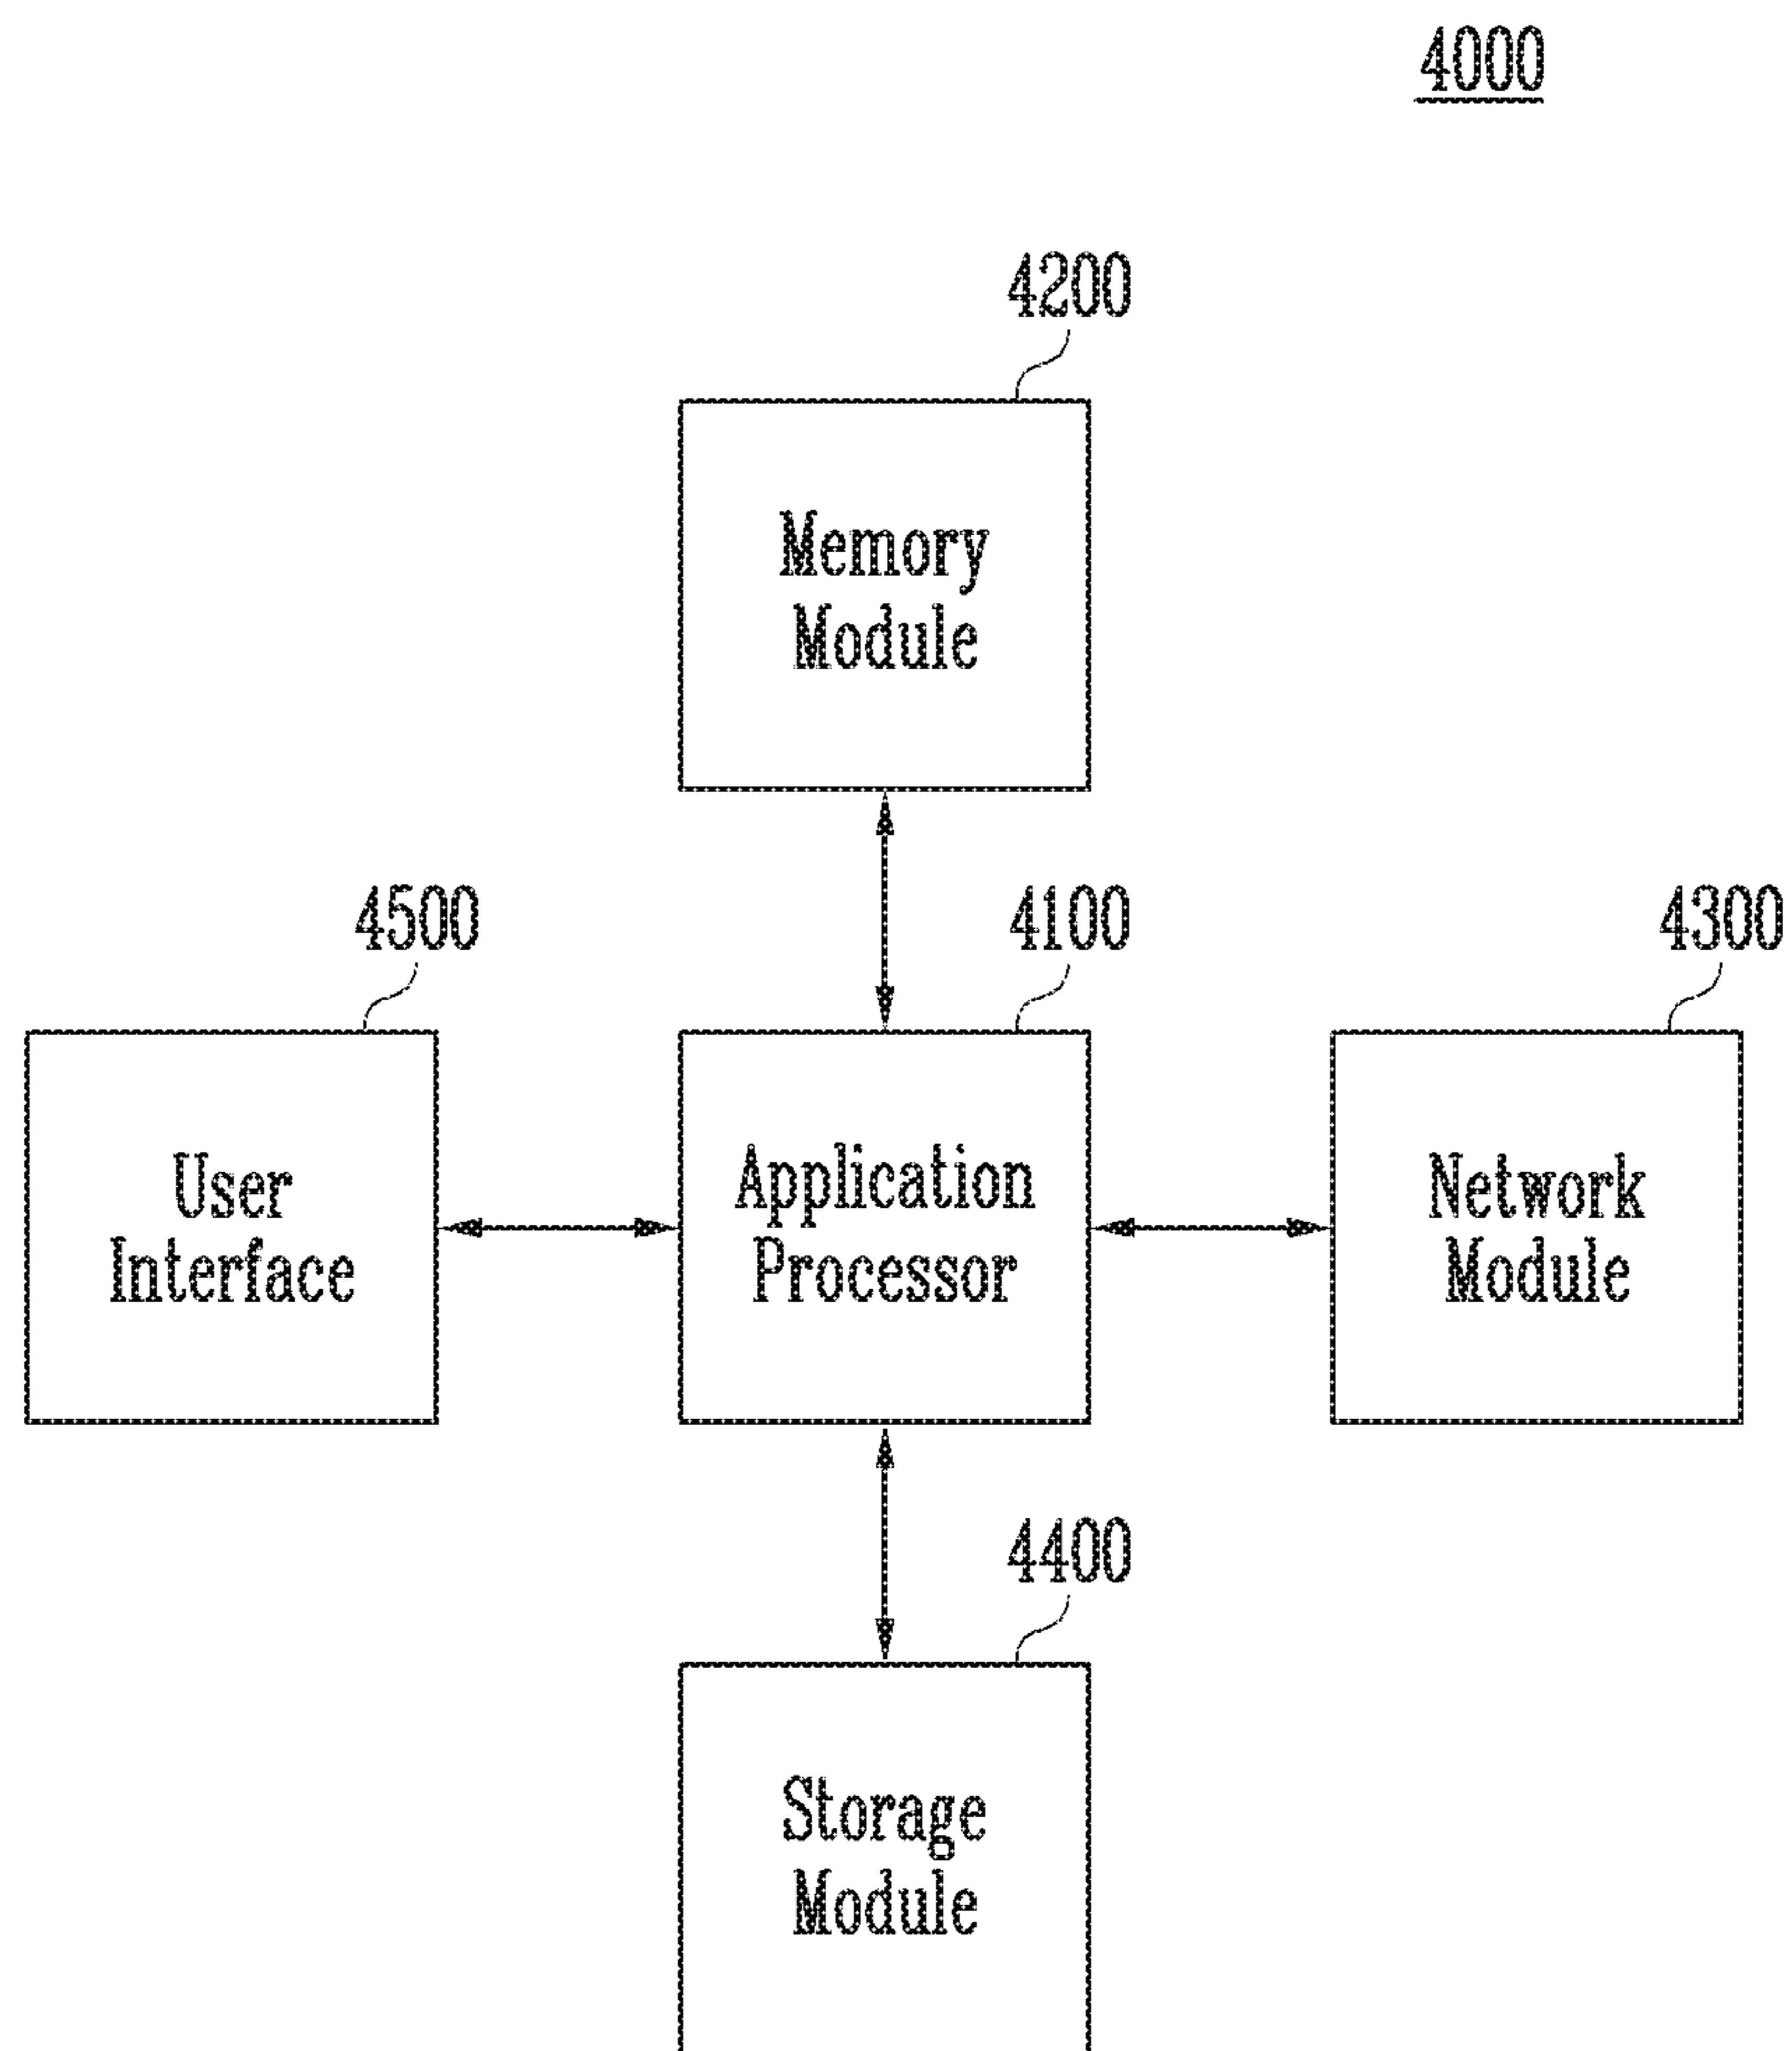 4000
4200
Memory
Module
4500
4100
4300
User
Interface
Application
Processor
Network
Module
4400
Storage
Module